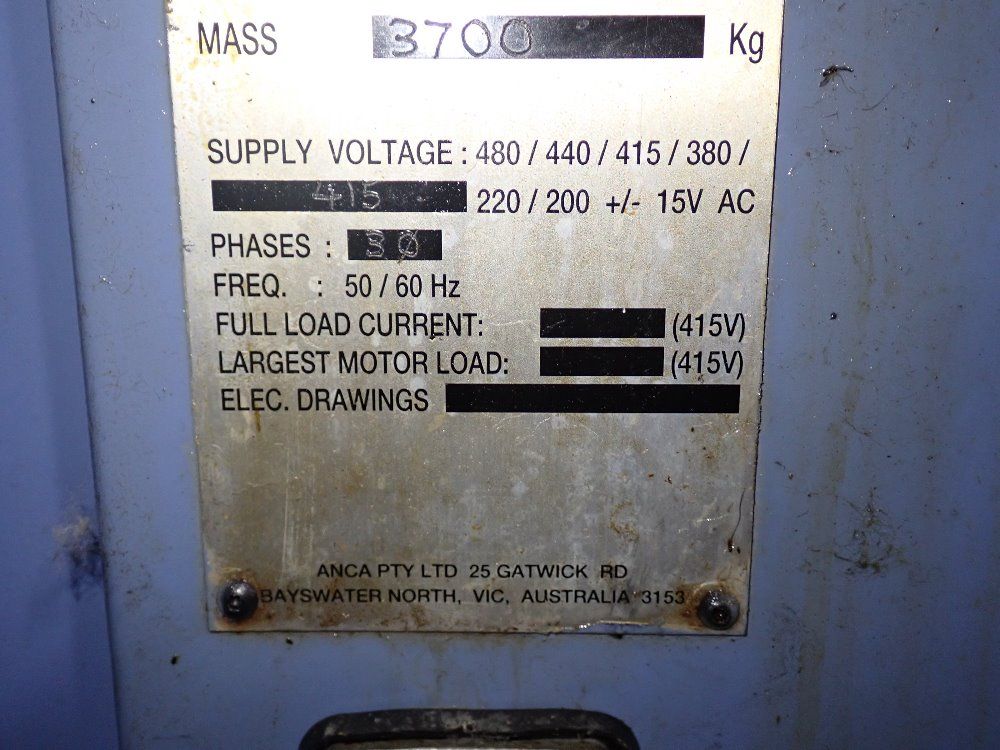 MASS 3700 Kg
SUPPLY VOLTAGE : 480 / 440 / 415 / 380 /
415 220 / 200 +/- 15V AC
PHASES : 3Ø
FREQ. : 50 / 60 Hz
FULL LOAD CURRENT: (415V)
LARGEST MOTOR LOAD: (415V)
ELEC. DRAWINGS
ANCA PTY LTD 25 GATWICK RD
BAYSWATER NORTH, VIC, AUSTRALIA 3153